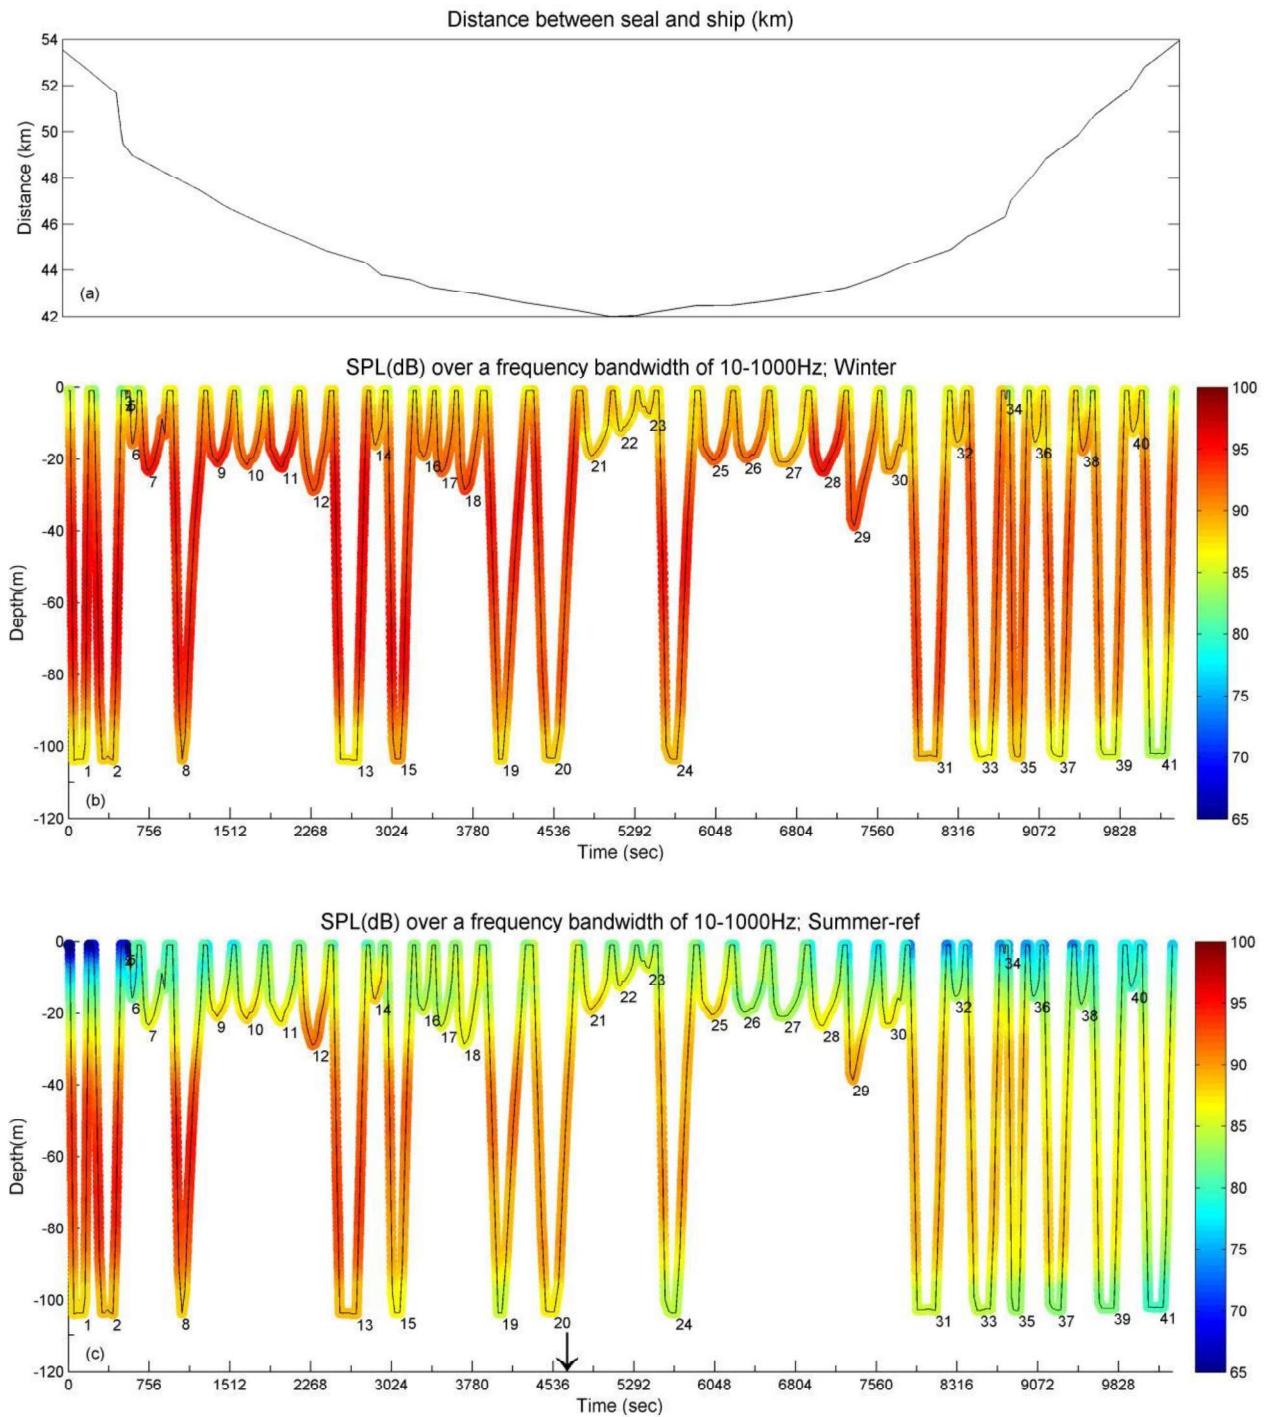 Distance between seal and ship (km)
54
52
50
48
46
44
42
Distance (km)
(a)
SPL(dB) over a frequency bandwidth of 10-1000Hz; Winter
0
-20
-40
-60
-80
-100
-120
Depth(m)
1 2 5 6 7 8 9 10 11 12 13 14 15 16 17 18 19 20 21 22 23 24 25 26 27 28 29 30 31 32 33 34 35 36 37 38 39 40 41
(b)
0 756 1512 2268 3024 3780 4536 5292 6048 6804 7560 8316 9072 9828
Time (sec)
100
95
90
85
80
75
70
65
SPL(dB) over a frequency bandwidth of 10-1000Hz; Summer-ref
0
-20
-40
-60
-80
-100
-120
Depth(m)
1 2 5 6 7 8 9 10 11 12 13 14 15 16 17 18 19 20 21 22 23 24 25 26 27 28 29 30 31 32 33 34 35 36 37 38 39 40 41
(c)
0 756 1512 2268 3024 3780 4536 5292 6048 6804 7560 8316 9072 9828
Time (sec)
100
95
90
85
80
75
70
65